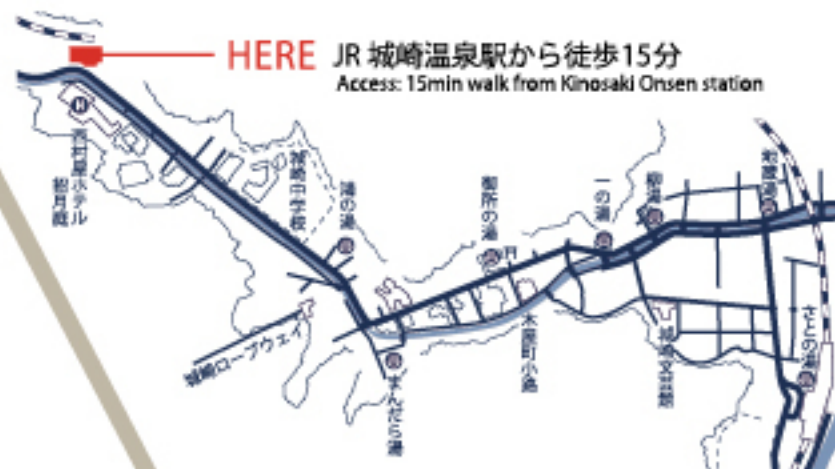 HERE JR 城崎温泉駅から徒歩15分
Access: 15min walk from Kinosaki Onsen station
H
西村屋ホテル
招月庭
城崎中学校
鴻の湯
御所の湯
一の湯
柳湯
地蔵湯
城崎ロープウェイ
まんだら湯
木屋町小路
城崎文芸館
さとの湯